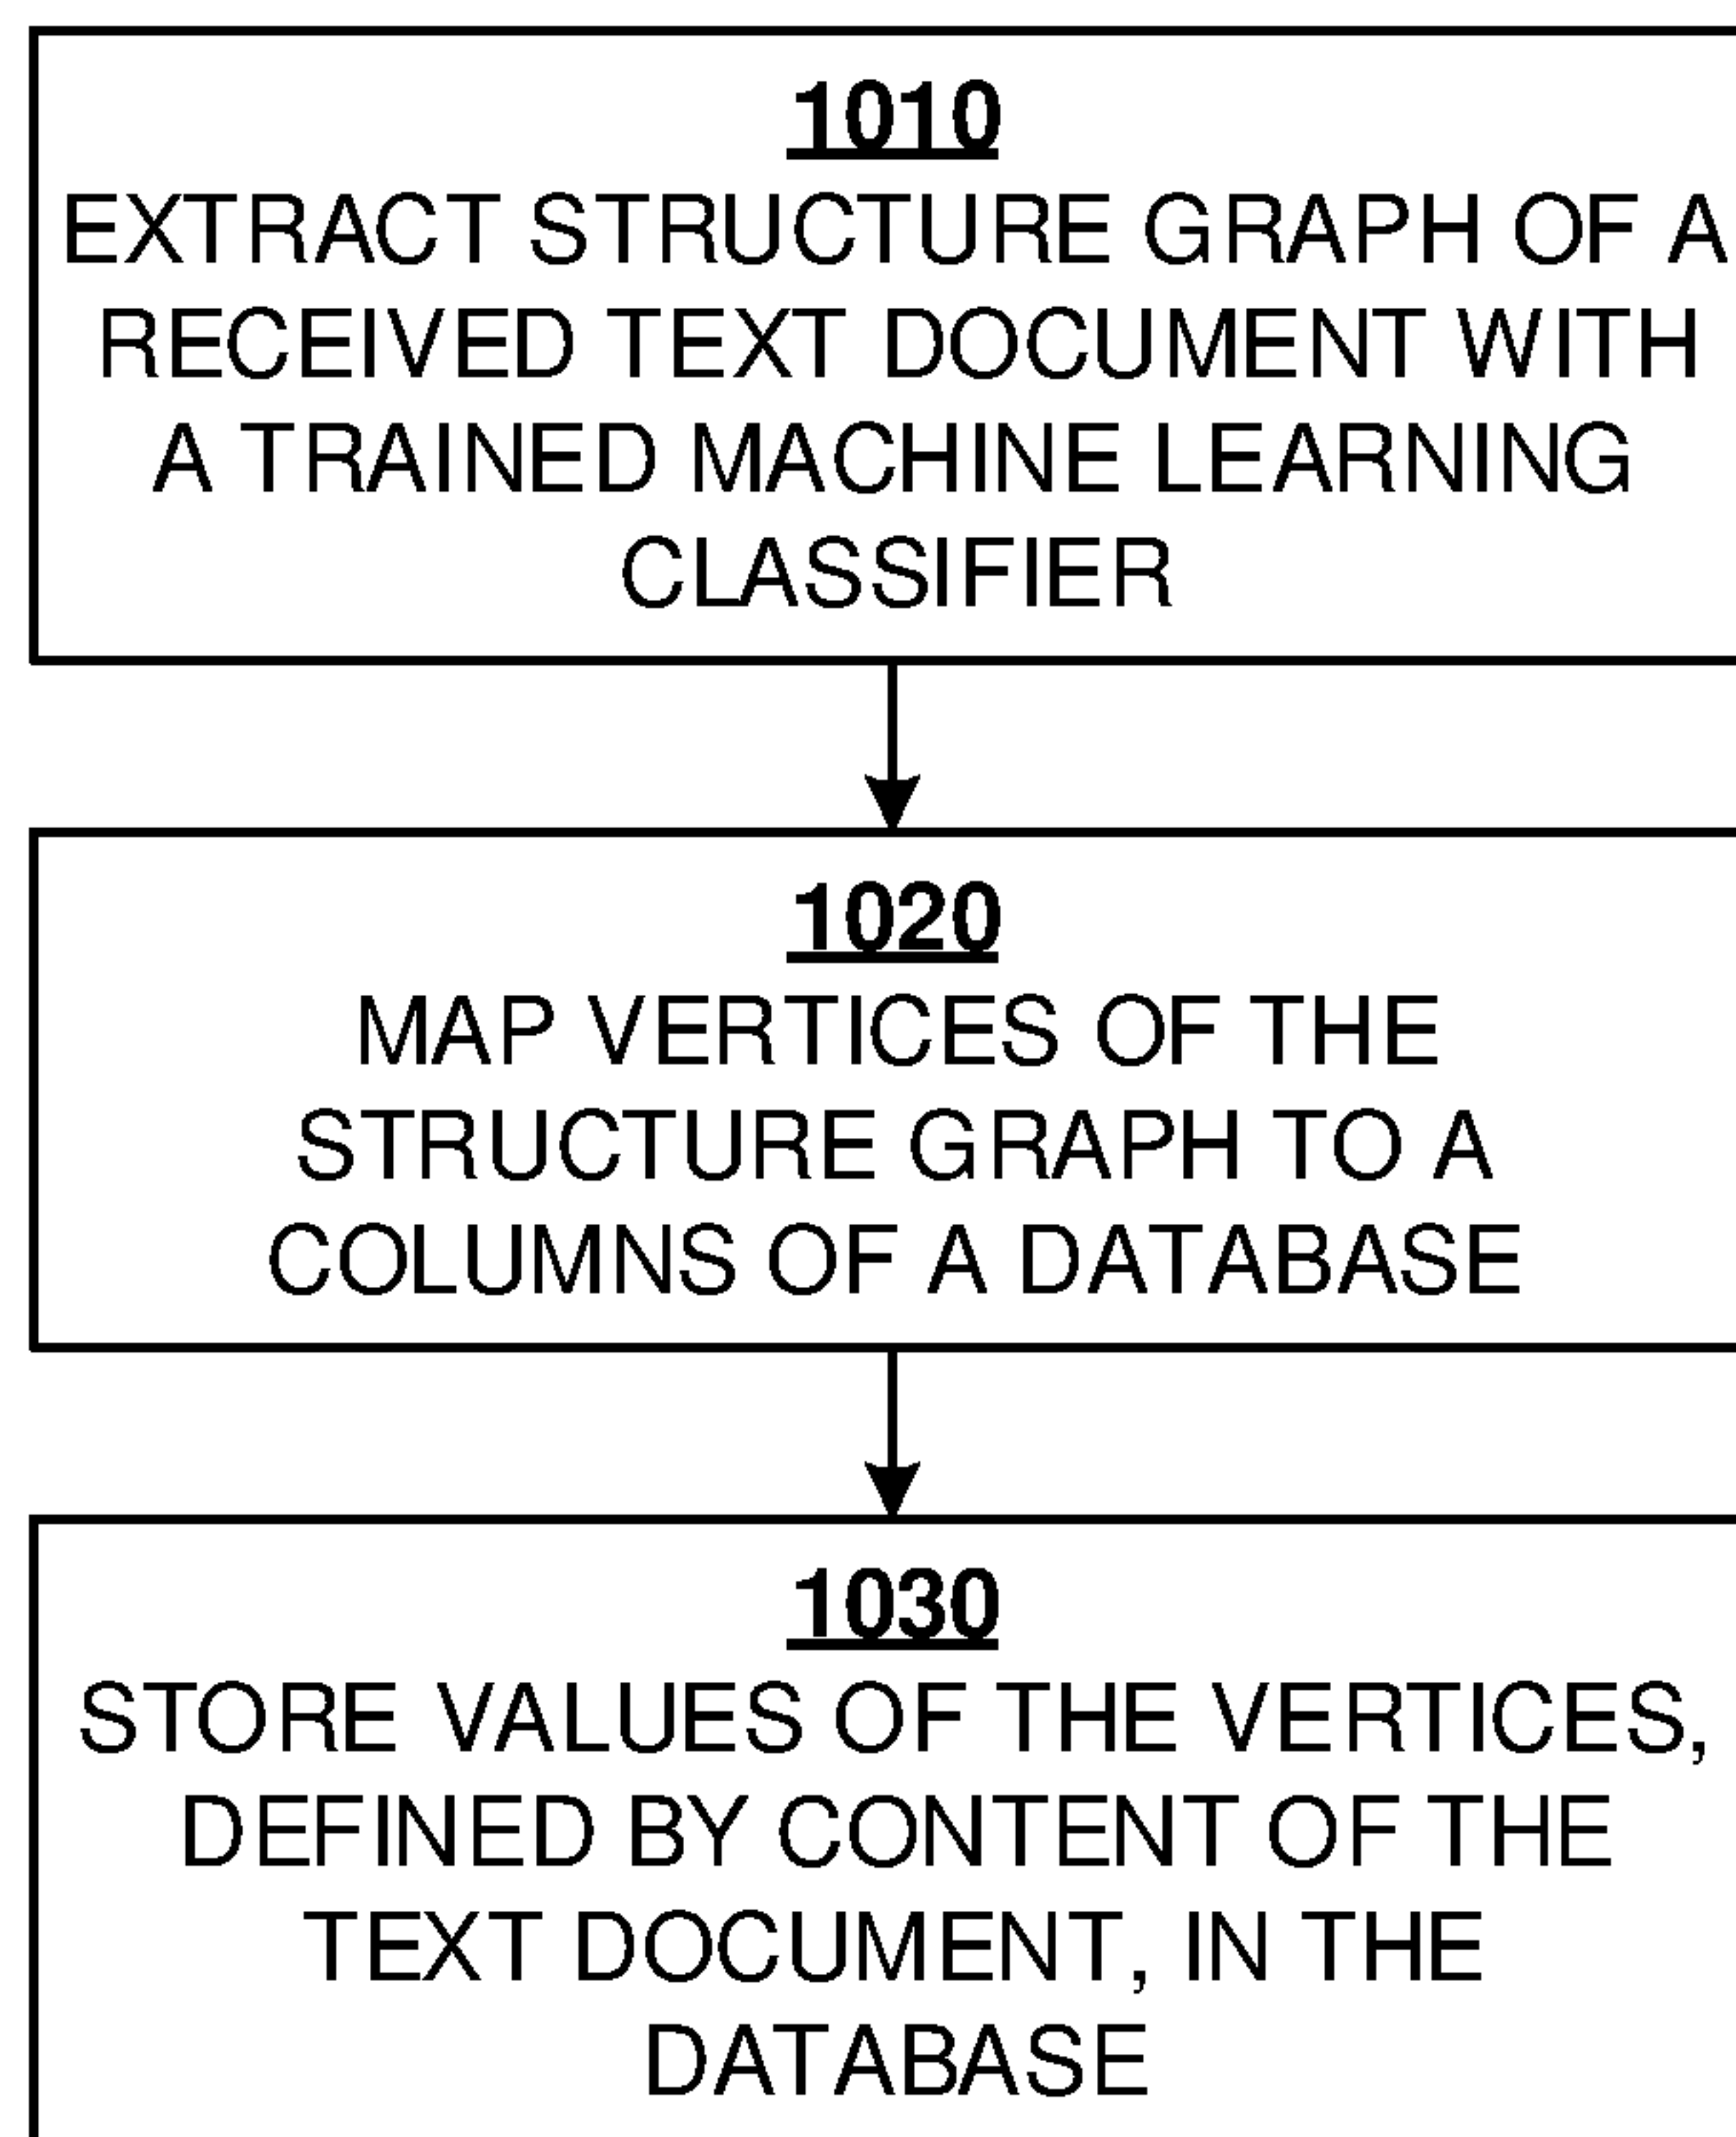 1010
EXTRACT STRUCTURE GRAPH OF A
RECEIVED TEXT DOCUMENT WITH
A TRAINED MACHINE LEARNING
CLASSIFIER
1020
MAP VERTICES OF THE
STRUCTURE GRAPH TO A
COLUMNS OF A DATABASE
1030
STORE VALUES OF THE VERTICES,
DEFINED BY CONTENT OF THE
TEXT DOCUMENT, IN THE
DATABASE